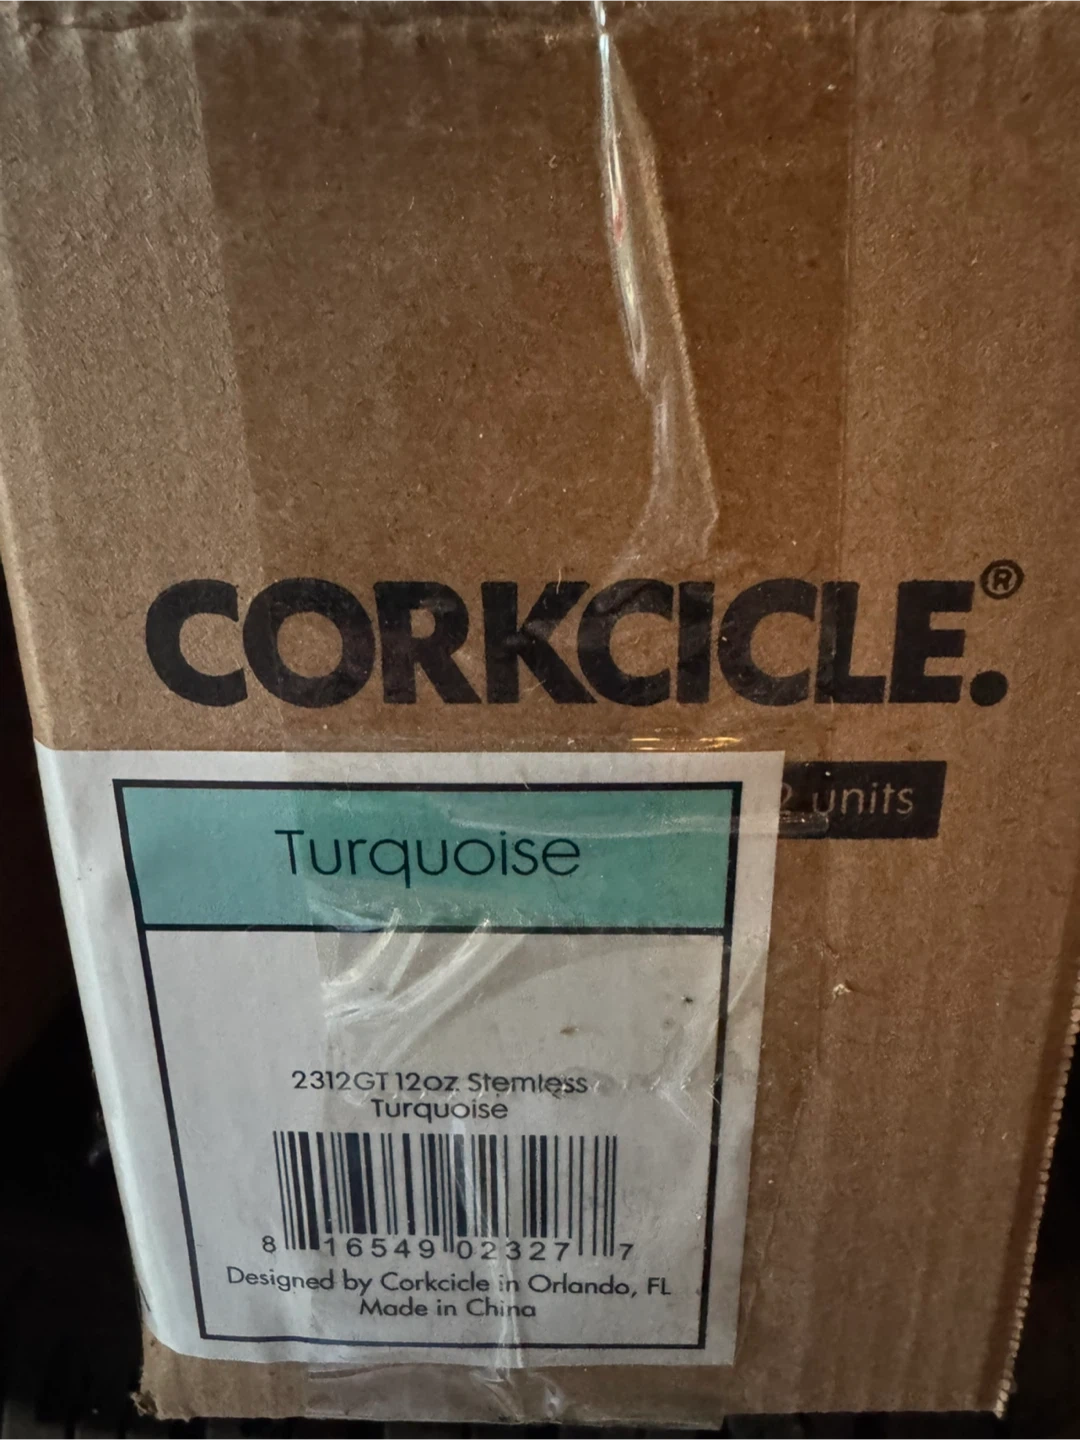 CORKCICLE.®
2 units
Turquoise
2312GT 12oz Stemless
Turquoise
8 16549 02327 7
Designed by Corkcicle in Orlando, FL
Made in China